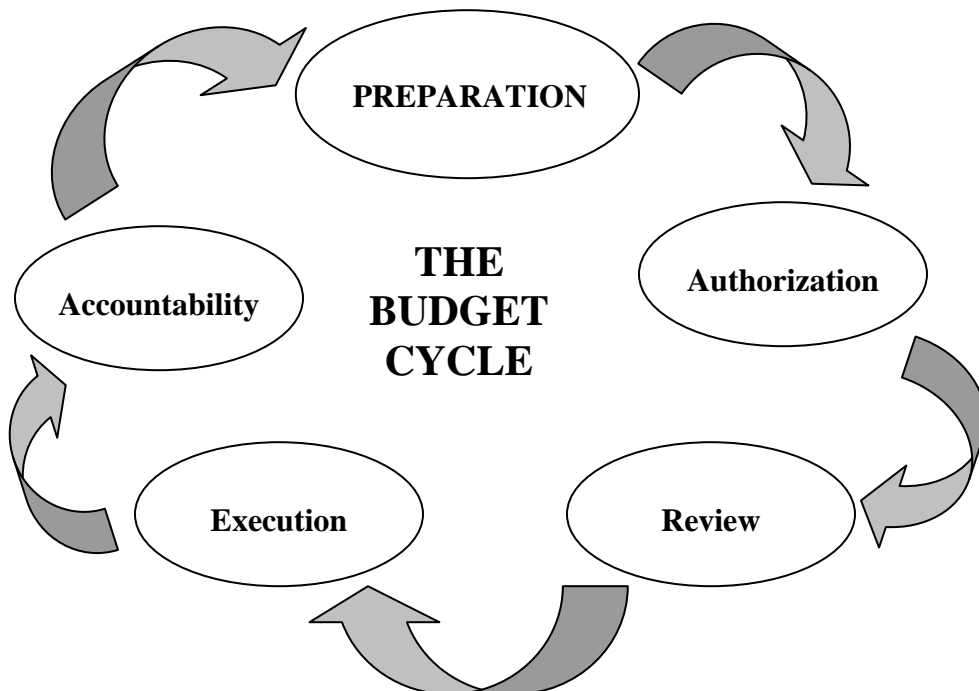 PREPARATION
Authorization
Review
Execution
Accountability
THE
BUDGET
CYCLE